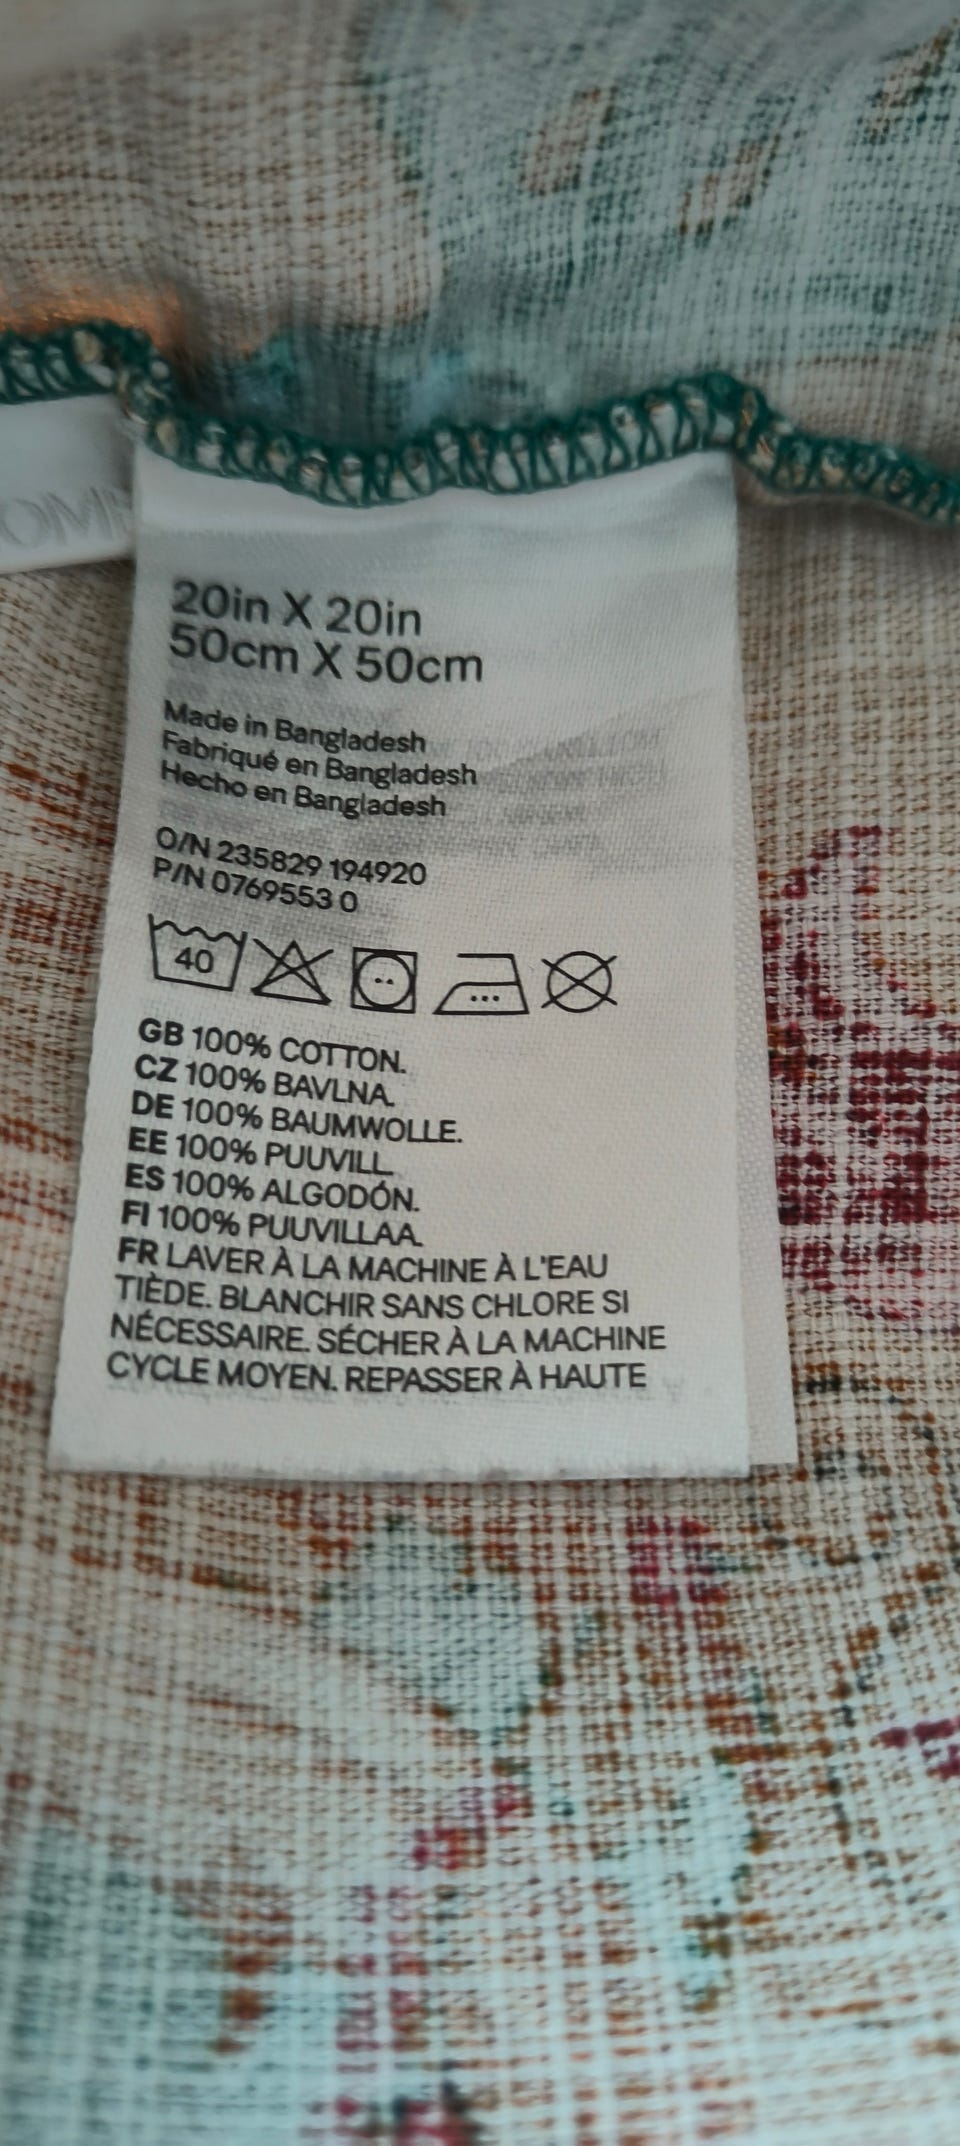 20in X 20in
50cm X 50cm
Made in Bangladesh
Fabriqué en Bangladesh
Hecho en Bangladesh
O/N 235829 194920
P/N 0769553 0
40
GB 100% COTTON.
CZ 100% BAVLNA.
DE 100% BAUMWOLLE.
EE 100% PUUVILL.
ES 100% ALGODÓN.
FI 100% PUUVILLAA.
FR LAVER À LA MACHINE À L'EAU
TIÈDE. BLANCHIR SANS CHLORE SI
NÉCESSAIRE. SÉCHER À LA MACHINE
CYCLE MOYEN. REPASSER À HAUTE